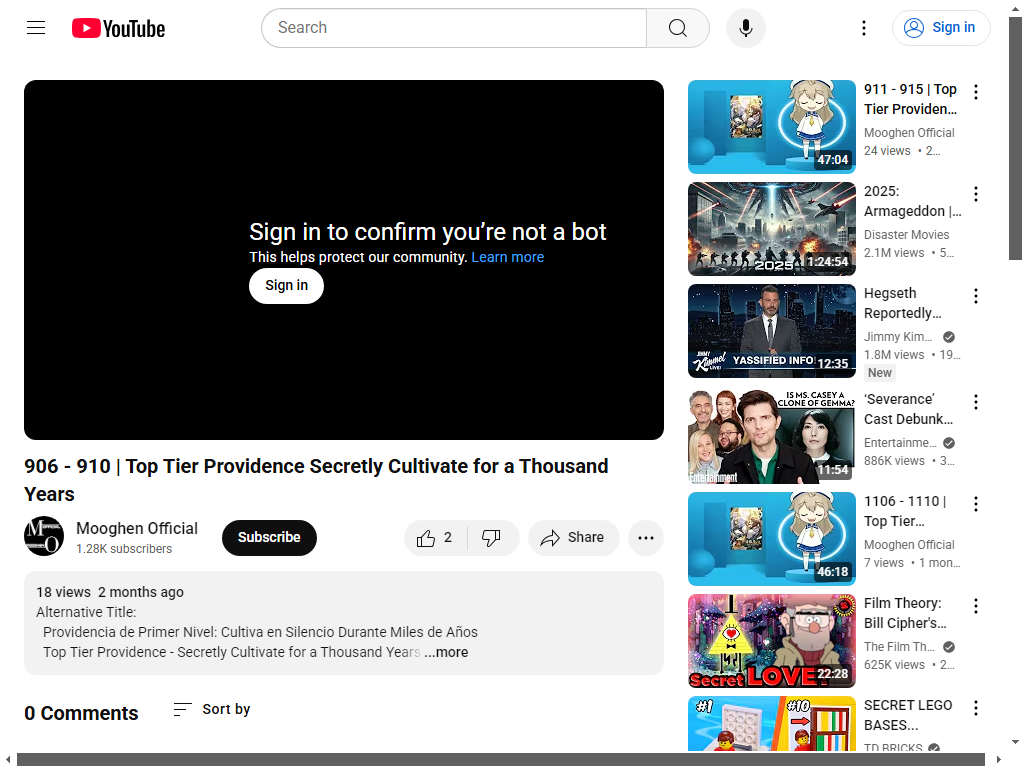 YouTube
Search
Sign in
Sign in to confirm you’re not a bot
This helps protect our community. Learn more
Sign in
906 - 910 | Top Tier Providence Secretly Cultivate for a Thousand
Years
Mooghen Official
1.28K subscribers
Subscribe
2
Share
18 views 2 months ago
Alternative Title:
Providencia de Primer Nivel: Cultiva en Silencio Durante Miles de Años
Top Tier Providence - Secretly Cultivate for a Thousand Years ...more
0 Comments
Sort by
47:04
911 - 915 | Top
Tier Providen...
Mooghen Official
24 views • 2...
2025
1:24:54
2025:
Armageddon |...
Disaster Movies
2.1M views • 5...
JIMMY
Kimmel
LIVE!
YASSIFIED INFO
12:35
Hegseth
Reportedly...
Jimmy Kim...
1.8M views • 19...
New
IS MS. CASEY A
CLONE OF GEMMA?
Entertainment
11:54
‘Severance’
Cast Debunk...
Entertainme...
886K views • 3...
46:18
1106 - 1110 |
Top Tier...
Mooghen Official
7 views • 1 mon...
Secret LOVE?
22:28
Film Theory:
Bill Cipher's...
The Film Th...
625K views • 2...
#1
#10
SECRET LEGO
BASES...
TD BRICKS